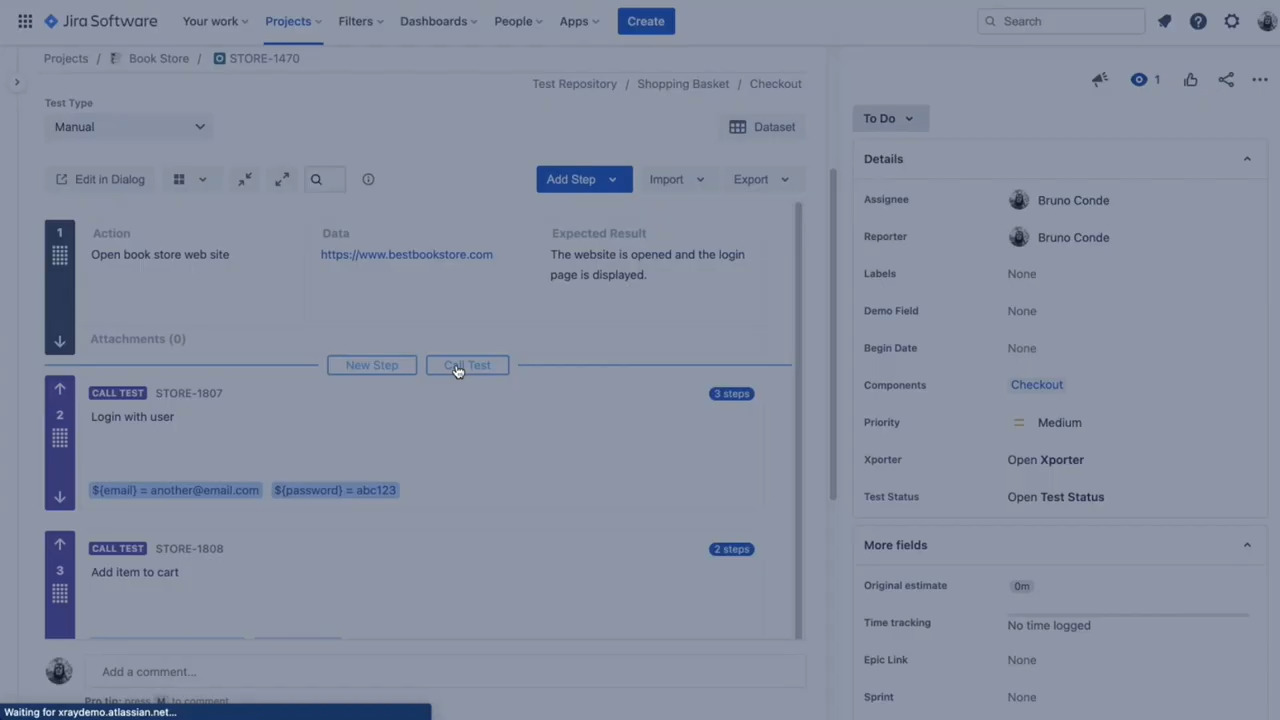 Jira Software Your work Projects Filters Dashboards People Apps Create Search
Projects / Book Store / STORE-1470
Test Repository / Shopping Basket / Checkout
1
Test Type
Manual
Dataset
Edit in Dialog
Add Step Import Export
1 Action Data Expected Result
Open book store web site https://www.bestbookstore.com The website is opened and the login
page is displayed.
Attachments (0)
New Step Call Test
CALL TEST STORE-1807 3 steps
2 Login with user
${email} = another@email.com ${password} = abc123
CALL TEST STORE-1808 2 steps
3 Add item to cart
Add a comment...
Pro tip: press M to comment
Waiting for xraydemo.atlassian.net...
To Do
Details
Assignee Bruno Conde
Reporter Bruno Conde
Labels None
Demo Field None
Begin Date None
Components Checkout
Priority Medium
Xporter Open Xporter
Test Status Open Test Status
More fields
Original estimate 0m
Time tracking No time logged
Epic Link None
Sprint None